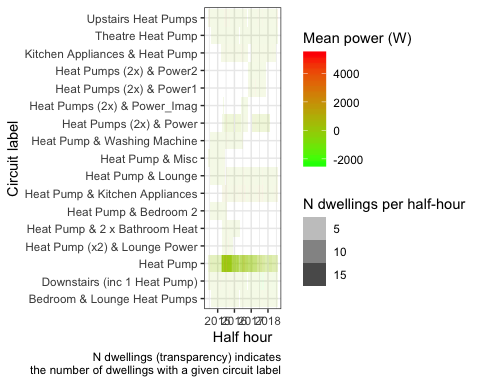 Upstairs Heat Pumps
Theatre Heat Pump
Kitchen Appliances & Heat Pump
Heat Pumps (2x) & Power2
Heat Pumps (2x) & Power1
Heat Pumps (2x) & Power_Imag
Heat Pumps (2x) & Power
Heat Pump & Washing Machine
Heat Pump & Misc
Heat Pump & Lounge
Heat Pump & Kitchen Appliances
Heat Pump & Bedroom 2
Heat Pump & 2 x Bathroom Heat
Heat Pump (x2) & Lounge Power
Heat Pump
Downstairs (inc 1 Heat Pump)
Bedroom & Lounge Heat Pumps
Circuit label
2015 2016 2017 2018
Half hour
N dwellings (transparency) indicates
the number of dwellings with a given circuit label
Mean power (W)
4000
2000
0
-2000
N dwellings per half-hour
5
10
15